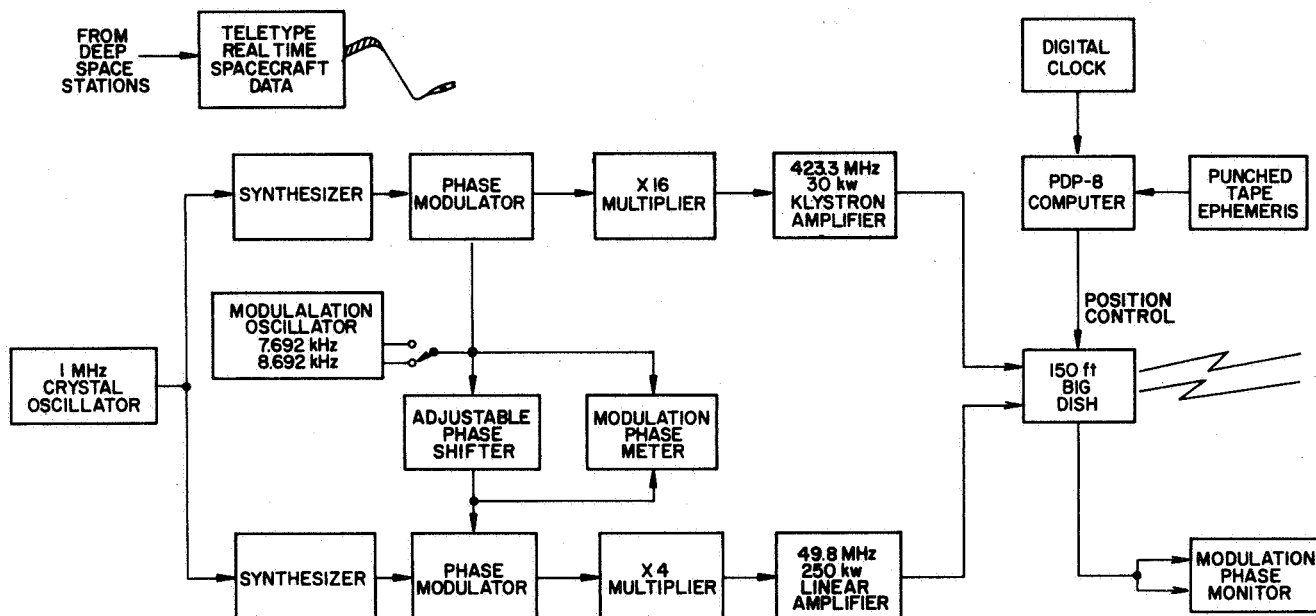 FROM
DEEP
SPACE
STATIONS
TELETYPE
REAL TIME
SPACECRAFT
DATA
DIGITAL
CLOCK
SYNTHESIZER
PHASE
MODULATOR
X 16
MULTIPLIER
423.3 MHz
30 kw
KLYSTRON
AMPLIFIER
PDP-8
COMPUTER
PUNCHED
TAPE
EPHEMERIS
MODULALATION
OSCILLATOR
7.692 kHz
8.692 kHz
POSITION
CONTROL
1 MHz
CRYSTAL
OSCILLATOR
ADJUSTABLE
PHASE
SHIFTER
MODULATION
PHASE
METER
150 ft
BIG
DISH
SYNTHESIZER
PHASE
MODULATOR
X 4
MULTIPLIER
49.8 MHz
250 kw
LINEAR
AMPLIFIER
MODULATION
PHASE
MONITOR